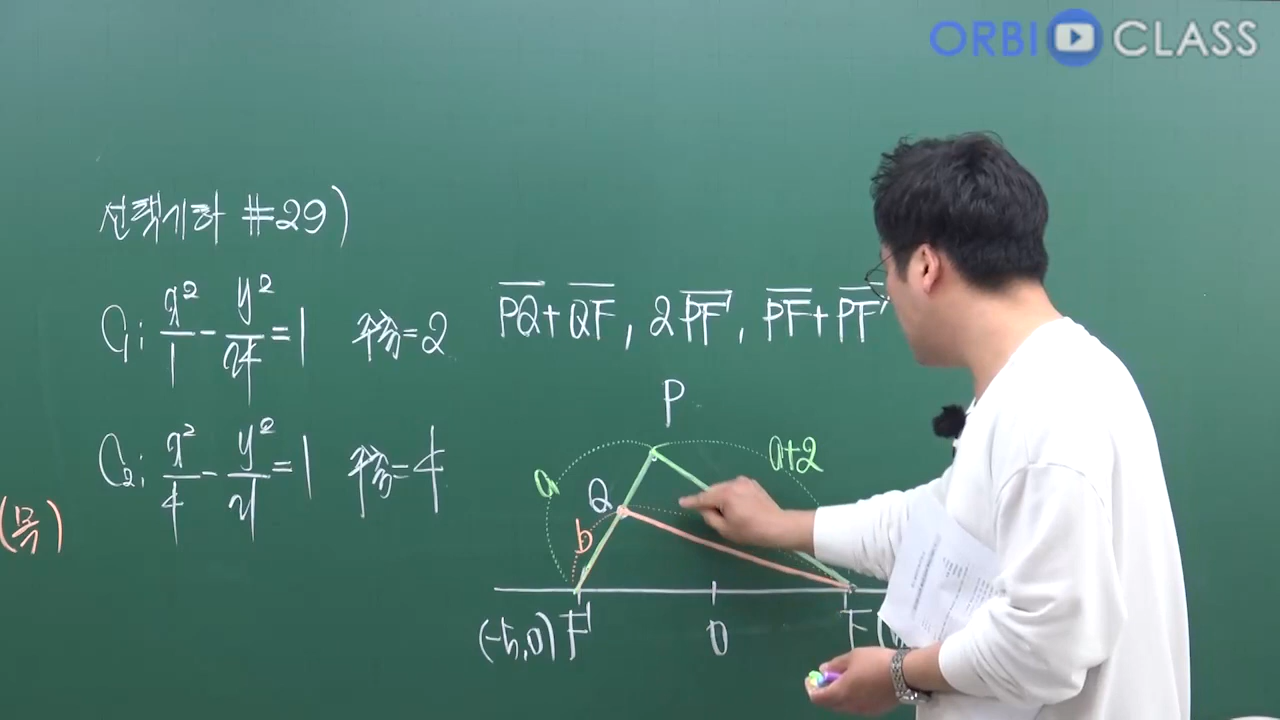 ORBI CLASS
선택기하 #29)
C₁: x²/1 - y²/24 = 1 주축=2
PQ+QF, 2PF', PF+PF'
C₂: x²/4 - y²/21 = 1 주축=4
P
a
a+2
Q
b
(목)
(-5,0) F'
O
F